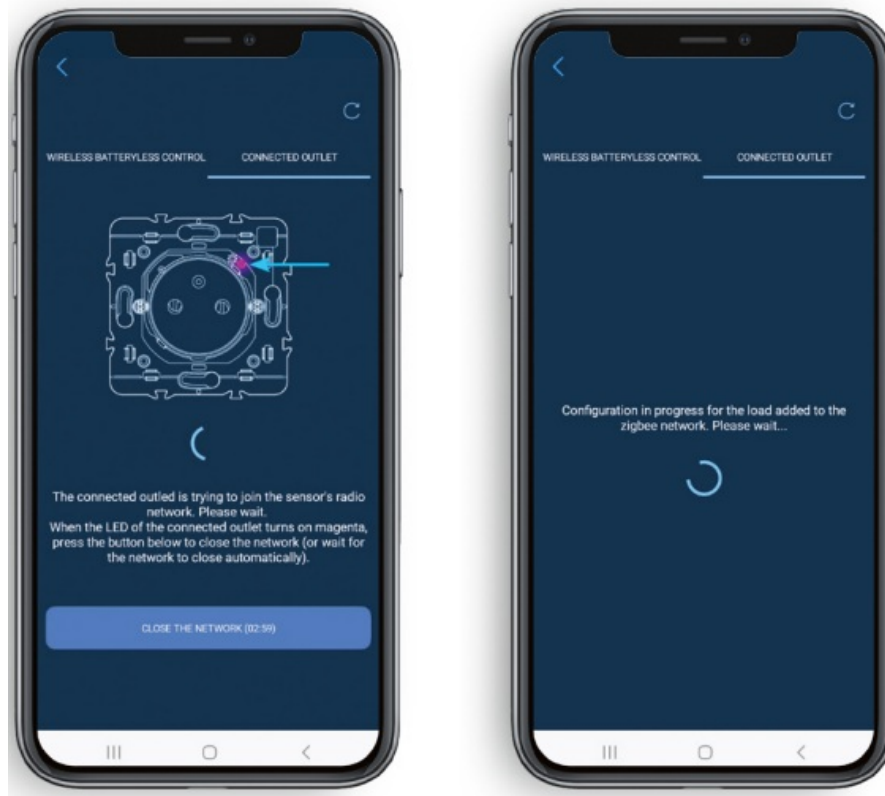 WIRELESS BATTERYLESS CONTROL CONNECTED OUTLET
The connected outled is trying to join the sensor's radio
network. Please wait.
When the LED of the connected outlet turns on magenta,
press the button below to close the network (or wait for
the network to close automatically).
CLOSE THE NETWORK (02:59)
WIRELESS BATTERYLESS CONTROL CONNECTED OUTLET
Configuration in progress for the load added to the
zigbee network. Please wait...